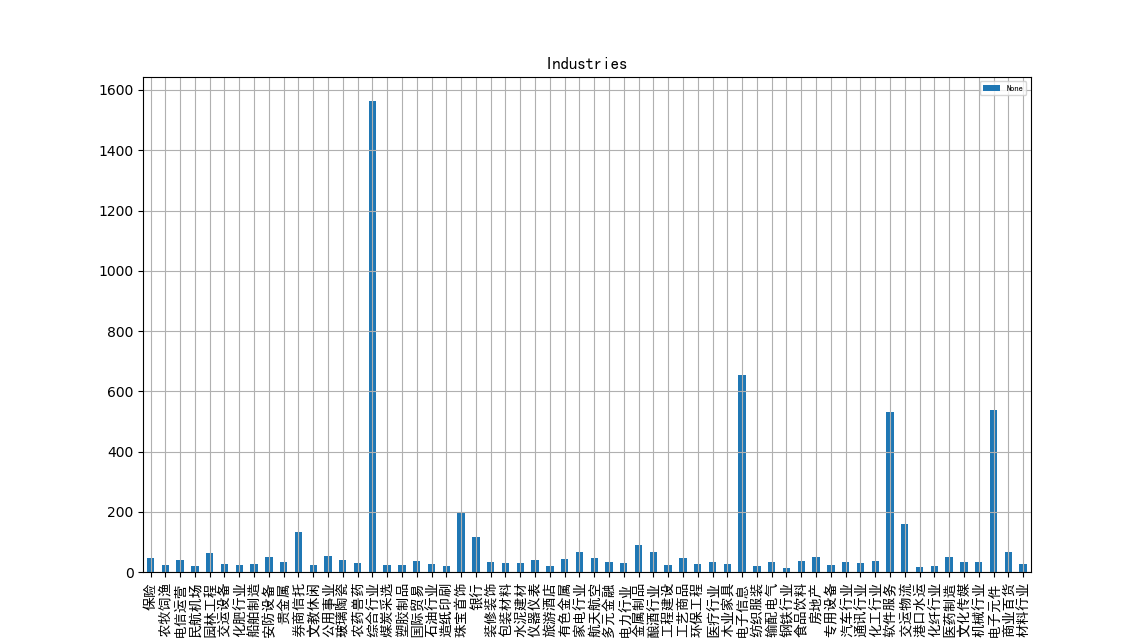 Industries
None
1600
1400
1200
1000
800
600
400
200
0
保险
农牧饲渔
电信运营
民航机场
园林工程
交运设备
化肥行业
船舶制造
安防设备
贵金属
券商信托
文教休闲
公用事业
玻璃陶瓷
农药兽药
综合行业
煤炭采选
塑胶制品
国际贸易
石油行业
造纸印刷
珠宝首饰
银行
装修装饰
包装材料
水泥建材
仪器仪表
旅游酒店
有色金属
家电行业
航天航空
多元金融
电力行业
金属制品
酿酒行业
工程建设
工艺商品
环保工程
医疗行业
木业家具
电子信息
纺织服装
输配电气
钢铁行业
食品饮料
房地产
专用设备
汽车行业
通讯行业
化工行业
软件服务
交运物流
港口水运
化纤行业
医药制造
文化传媒
机械行业
电子元件
商业百货
材料行业